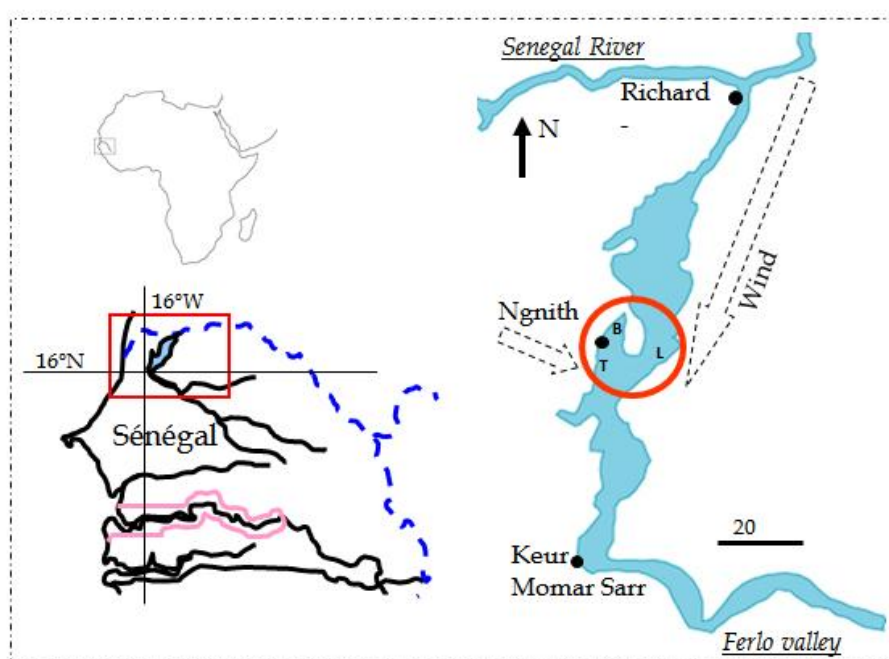 Senegal River
Richard
N
-
Wind
Ngnith
B
T
L
20
Keur
Momar Sarr
Ferlo valley
16°W
16°N
Sénégal